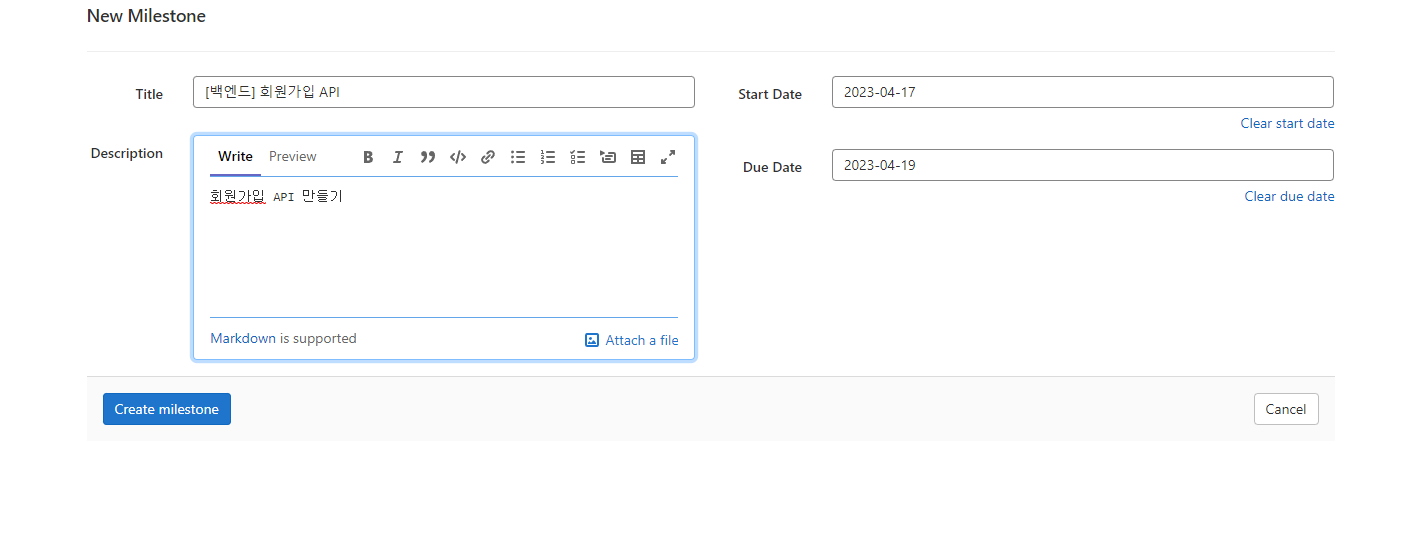 New Milestone
Title
[백엔드] 회원가입 API
Start Date
2023-04-17
Clear start date
Description
Write Preview
회원가입 API 만들기
Markdown is supported
Attach a file
Due Date
2023-04-19
Clear due date
Create milestone
Cancel